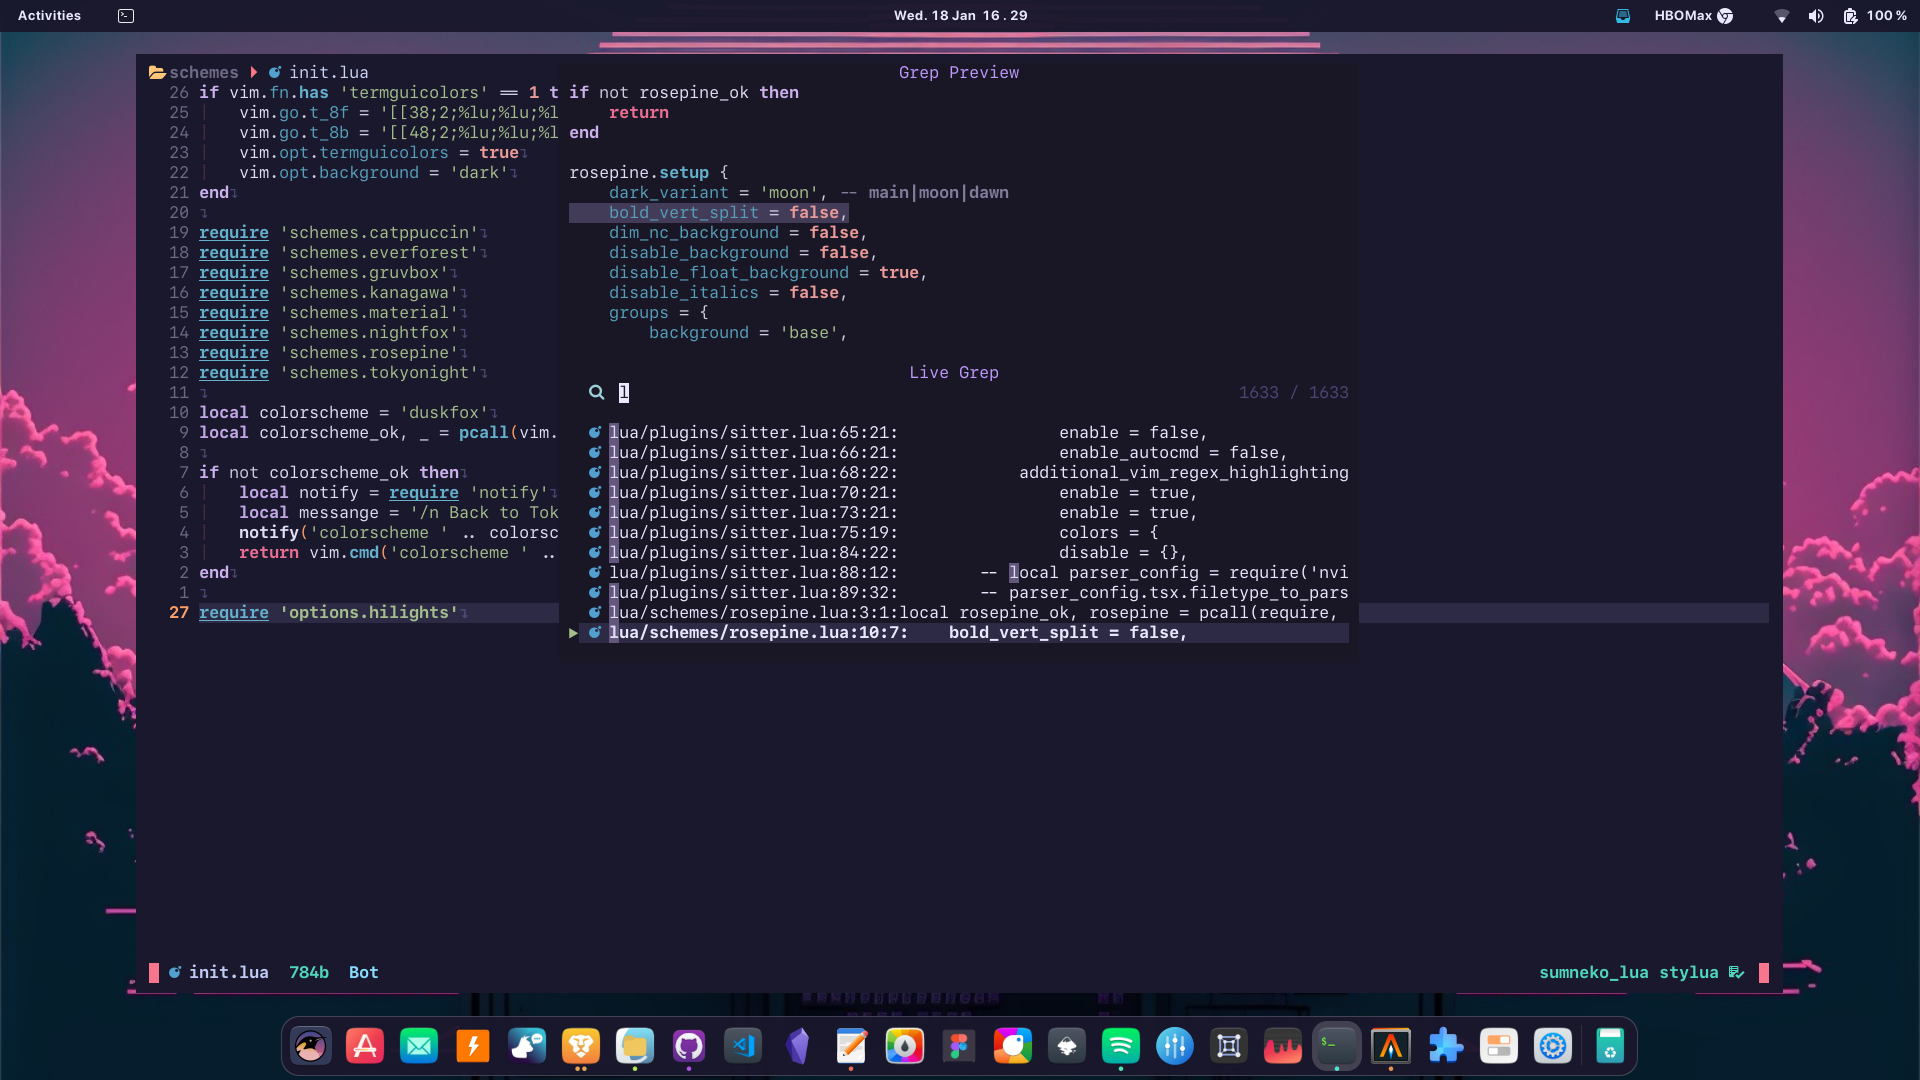 Activities
Wed. 18 Jan 16.29
HBOMax
100 %
schemes init.lua
26 if vim.fn.has 'termguicolors' == 1 t
25 vim.go.t_8f = '[[38;2;%lu;%lu;%l
24 vim.go.t_8b = '[[48;2;%lu;%lu;%l
23 vim.opt.termguicolors = true
22 vim.opt.background = 'dark'
21 end
20
19 require 'schemes.catppuccin'
18 require 'schemes.everforest'
17 require 'schemes.gruvbox'
16 require 'schemes.kanagawa'
15 require 'schemes.material'
14 require 'schemes.nightfox'
13 require 'schemes.rosepine'
12 require 'schemes.tokyonight'
11
10 local colorscheme = 'duskfox'
9 local colorscheme_ok, _ = pcall(vim.
8
7 if not colorscheme_ok then
6 local notify = require 'notify'
5 local messange = '/n Back to Tok
4 notify('colorscheme ' .. colorsc
3 return vim.cmd('colorscheme ' ..
2 end
1
27 require 'options.hilights'
Grep Preview
if not rosepine_ok then
return
end
rosepine.setup {
dark_variant = 'moon', -- main|moon|dawn
bold_vert_split = false,
dim_nc_background = false,
disable_background = false,
disable_float_background = true,
disable_italics = false,
groups = {
background = 'base',
Live Grep
l
1633 / 1633
lua/plugins/sitter.lua:65:21: enable = false,
lua/plugins/sitter.lua:66:21: enable_autocmd = false,
lua/plugins/sitter.lua:68:22: additional_vim_regex_highlighting
lua/plugins/sitter.lua:70:21: enable = true,
lua/plugins/sitter.lua:73:21: enable = true,
lua/plugins/sitter.lua:75:19: colors = {
lua/plugins/sitter.lua:84:22: disable = {},
lua/plugins/sitter.lua:88:12: -- local parser_config = require('nvi
lua/plugins/sitter.lua:89:32: -- parser_config.tsx.filetype_to_pars
lua/schemes/rosepine.lua:3:1:local rosepine_ok, rosepine = pcall(require,
lua/schemes/rosepine.lua:10:7: bold_vert_split = false,
init.lua 784b Bot
sumneko_lua stylua